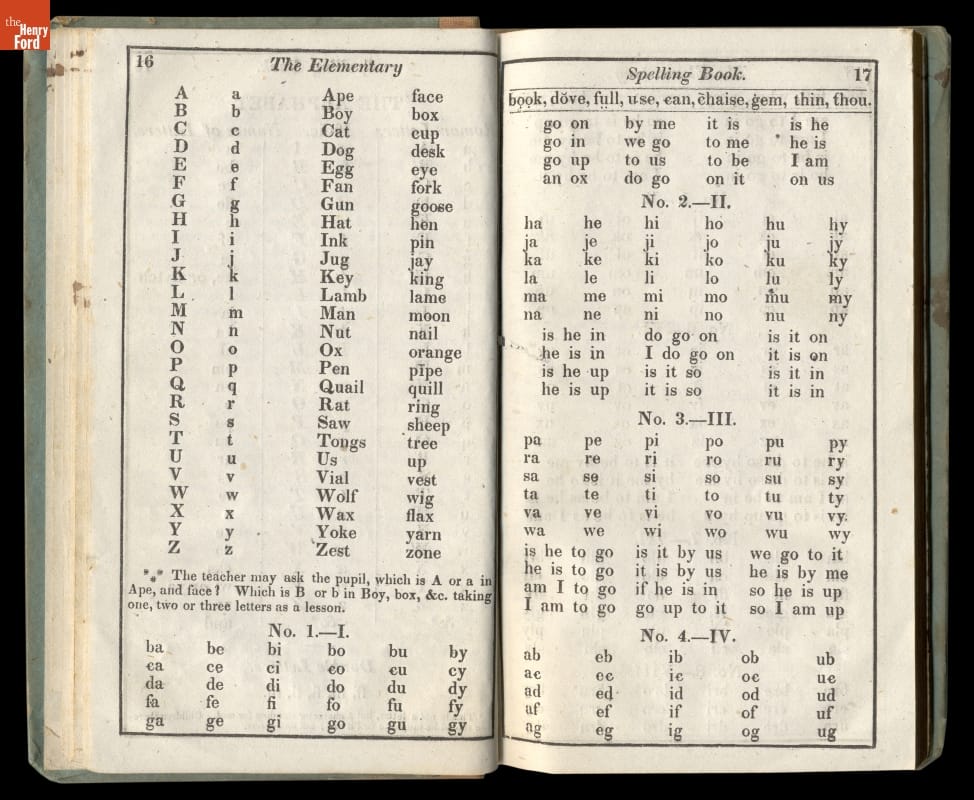 the Henry Ford
16
The Elementary
A a Ape face
B b Boy box
C c Cat cup
D d Dog desk
E e Egg eye
F f Fan fork
G g Gun goose
H h Hat hen
I i Ink pin
J j Jug jay
K k Key king
L l Lamb lame
M m Man moon
N n Nut nail
O o Ox orange
P p Pen pīpe
Q q Quail quill
R r Rat ring
S s Saw sheep
T t Tongs tree
U u Us up
V v Vial vest
W w Wolf wig
X x Wax flax
Y y Yoke yarn
Z z Zest zone
*⁎* The teacher may ask the pupil, which is A or a in
Ape, and face? Which is B or b in Boy, box, &c. taking
one, two or three letters as a lesson.
No. 1.—I.
ba be bi bo bu by
ca ce ci co cu cy
da de di do du dy
fa fe fi fo fu fy
ga ge gi go gu gy
Spelling Book.
17
book, dŏve, full, use, can, chaise, gem, thin, thou.
go on by me it is is he
go in we go to me he is
go up to us to be I am
an ox do go on it on us
No. 2.—II.
ha he hi ho hu hy
ja je ji jo ju jy
ka ke ki ko ku ky
la le li lo lu ly
ma me mi mo mu my
na ne ni no nu ny
is he in do go on is it on
he is in I do go on it is on
is he up is it so is it in
he is up it is so it is in
No. 3.—III.
pa pe pi po pu py
ra re ri ro ru ry
sa se si so su sy
ta te ti to tu ty
va ve vi vo vu vy.
wa we wi wo wu wy
is he to go is it by us we go to it
he is to go it is by us he is by me
am I to go if he is in so he is up
I am to go go up to it so I am up
No. 4.—IV.
ab eb ib ob ub
ac ec ic oc uc
ad ed id od ud
af ef if of uf
ag eg ig og ug